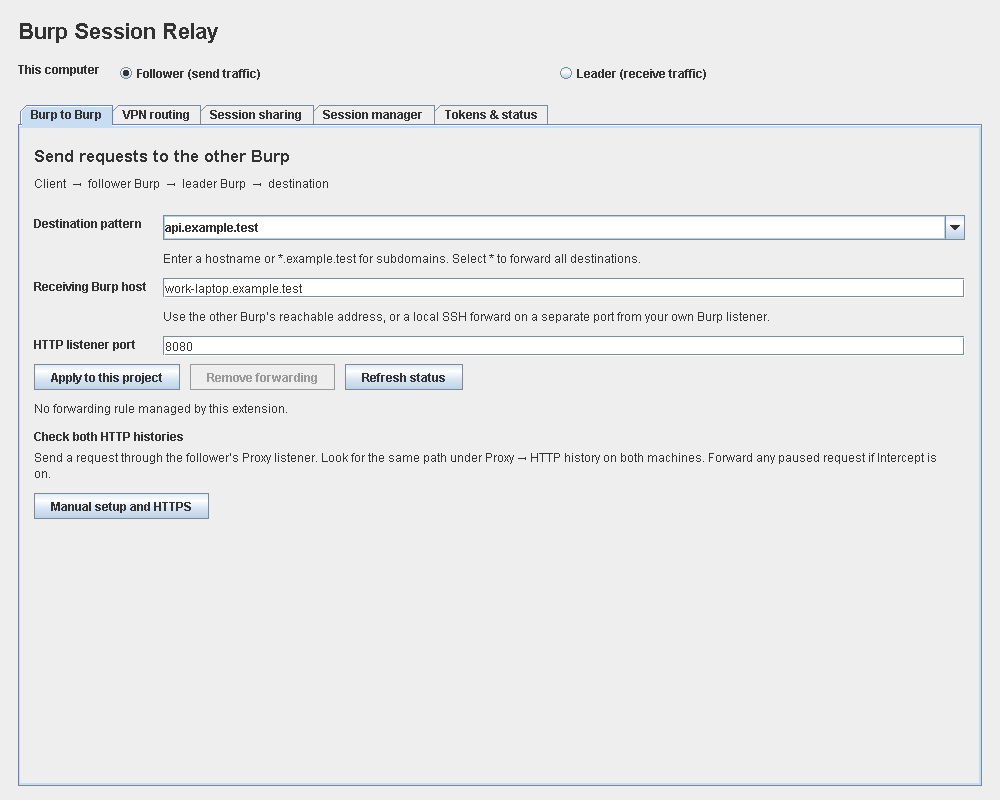 Burp Session Relay
This computer
Follower (send traffic)
Leader (receive traffic)
Burp to Burp
VPN routing
Session sharing
Session manager
Tokens & status
Send requests to the other Burp
Client → follower Burp → leader Burp → destination
Destination pattern
api.example.test
Enter a hostname or *.example.test for subdomains. Select * to forward all destinations.
Receiving Burp host
work-laptop.example.test
Use the other Burp's reachable address, or a local SSH forward on a separate port from your own Burp listener.
HTTP listener port
8080
Apply to this project
Remove forwarding
Refresh status
No forwarding rule managed by this extension.
Check both HTTP histories
Send a request through the follower's Proxy listener. Look for the same path under Proxy → HTTP history on both machines. Forward any paused request if Intercept is
on.
Manual setup and HTTPS